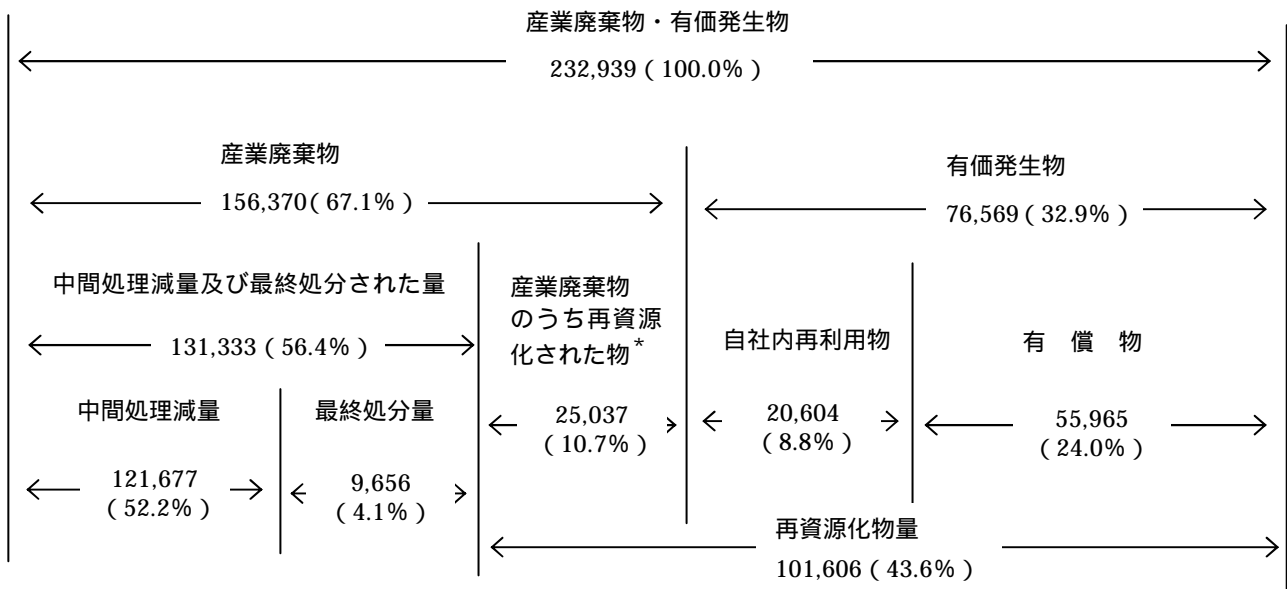 産業廃棄物・有価発生物
232,939 ( 100.0% )
産業廃棄物
156,370( 67.1% )
有価発生物
76,569 ( 32.9% )
中間処理減量及び最終処分された量
131,333 ( 56.4% )
産業廃棄物
のうち再資源
化された物*
25,037
( 10.7% )
自社内再利用物
20,604
( 8.8% )
有 償 物
55,965
( 24.0% )
中間処理減量
121,677
( 52.2% )
最終処分量
9,656
( 4.1% )
再資源化物量
101,606 ( 43.6% )